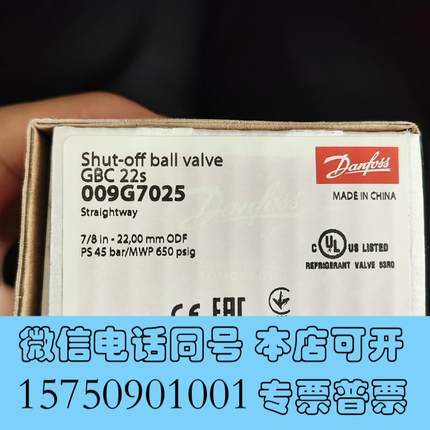 Shut-off ball valve
GBC 22s
009G7025
Straightway
Danfoss
MADE IN CHINA
7/8 in - 22,00 mm ODF
PS 45 bar/MWP 650 psig
C UL US LISTED
REFRIGERANT VALVE 83R0
CE EAC
微信电话同号 本店可开
15750901001 专票普票